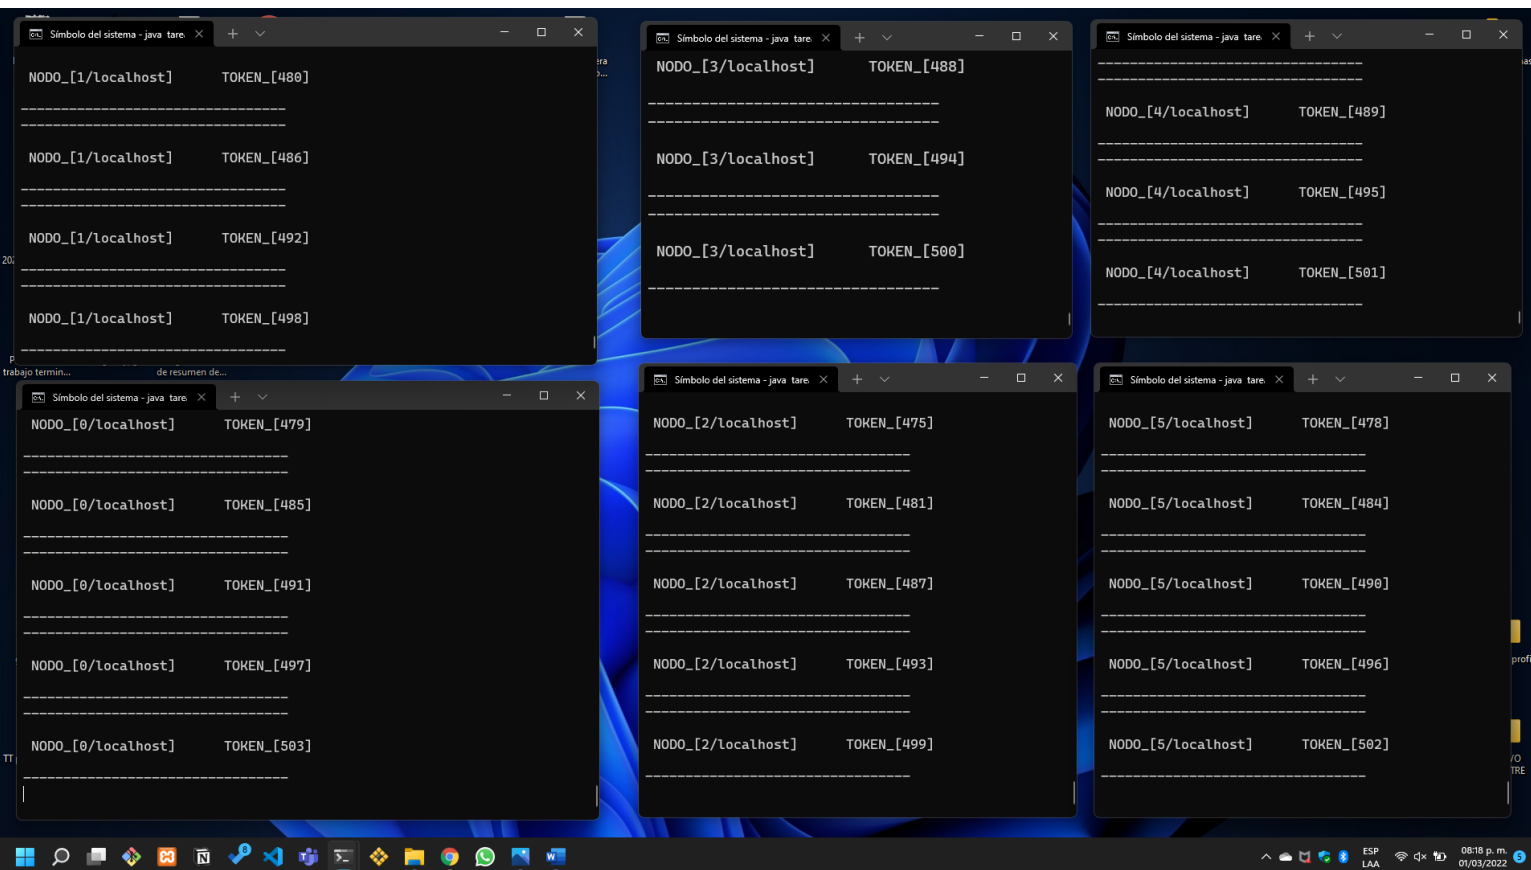 Símbolo del sistema - java tare
NODO_[1/localhost] TOKEN_[480]
----------------------------------
----------------------------------
NODO_[1/localhost] TOKEN_[486]
----------------------------------
----------------------------------
NODO_[1/localhost] TOKEN_[492]
----------------------------------
----------------------------------
NODO_[1/localhost] TOKEN_[498]
----------------------------------
Símbolo del sistema - java tare
NODO_[3/localhost] TOKEN_[488]
----------------------------------
----------------------------------
NODO_[3/localhost] TOKEN_[494]
----------------------------------
----------------------------------
NODO_[3/localhost] TOKEN_[500]
----------------------------------
Símbolo del sistema - java tare
----------------------------------
----------------------------------
NODO_[4/localhost] TOKEN_[489]
----------------------------------
----------------------------------
NODO_[4/localhost] TOKEN_[495]
----------------------------------
----------------------------------
NODO_[4/localhost] TOKEN_[501]
----------------------------------
trabajo termin...
de resumen de...
Símbolo del sistema - java tare
NODO_[0/localhost] TOKEN_[479]
----------------------------------
----------------------------------
NODO_[0/localhost] TOKEN_[485]
----------------------------------
----------------------------------
NODO_[0/localhost] TOKEN_[491]
----------------------------------
----------------------------------
NODO_[0/localhost] TOKEN_[497]
----------------------------------
----------------------------------
NODO_[0/localhost] TOKEN_[503]
----------------------------------
Símbolo del sistema - java tare
NODO_[2/localhost] TOKEN_[475]
----------------------------------
----------------------------------
NODO_[2/localhost] TOKEN_[481]
----------------------------------
----------------------------------
NODO_[2/localhost] TOKEN_[487]
----------------------------------
----------------------------------
NODO_[2/localhost] TOKEN_[493]
----------------------------------
----------------------------------
NODO_[2/localhost] TOKEN_[499]
----------------------------------
Símbolo del sistema - java tare
NODO_[5/localhost] TOKEN_[478]
----------------------------------
----------------------------------
NODO_[5/localhost] TOKEN_[484]
----------------------------------
----------------------------------
NODO_[5/localhost] TOKEN_[490]
----------------------------------
----------------------------------
NODO_[5/localhost] TOKEN_[496]
----------------------------------
----------------------------------
NODO_[5/localhost] TOKEN_[502]
----------------------------------
TT
8
ESP
LAA
08:18 p. m.
01/03/2022
5